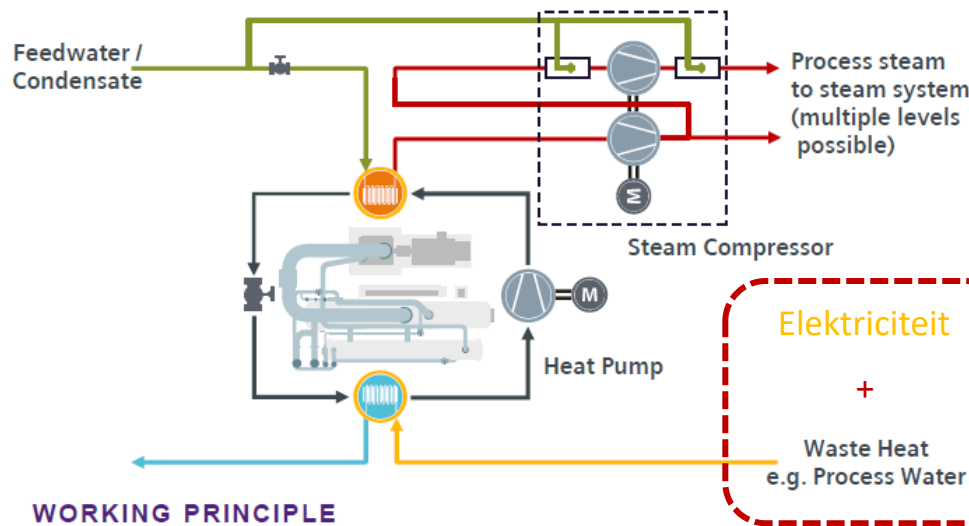 Feedwater /
Condensate
Process steam
to steam system
(multiple levels
possible)
M
Steam Compressor
M
Heat Pump
Elektriciteit
+
Waste Heat
e.g. Process Water
WORKING PRINCIPLE